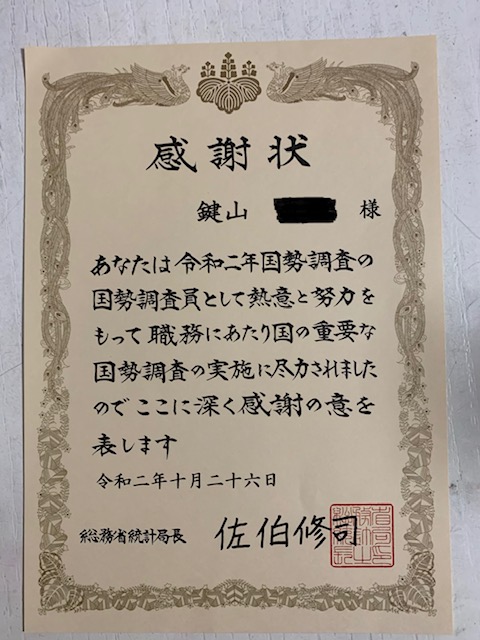 感謝状
鍵山 様
あなたは令和二年国勢調査の
国勢調査員として熱意と努力を
もって職務にあたり国の重要な
国勢調査の実施に尽力されました
のでここに深く感謝の意を
表します
令和二年十月二十六日
総務省統計局長 佐伯修司